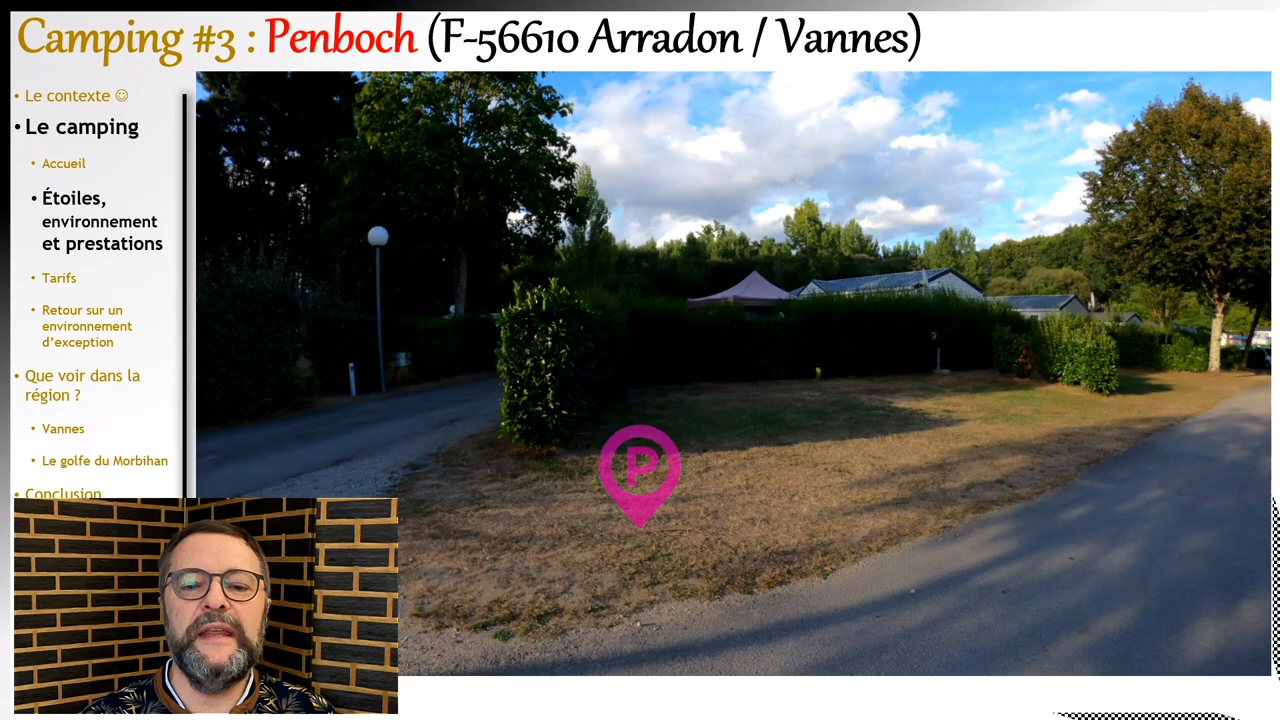 Camping #3 : Penboch (F-56610 Arradon / Vannes)
• Le contexte ☺
• Le camping
• Accueil
• Étoiles,
environnement
et prestations
• Tarifs
• Retour sur un
environnement
d'exception
• Que voir dans la
région ?
• Vannes
• Le golfe du Morbihan
• Conclusion
P